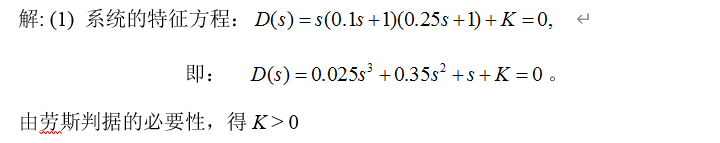 解: (1) 系统的特征方程: D(s) = s(0.1s +1)(0.25s +1) + K = 0, ↵
即: D(s) = 0.025s³ + 0.35s² + s + K = 0 。
由劳斯判据的必要性，得 K > 0